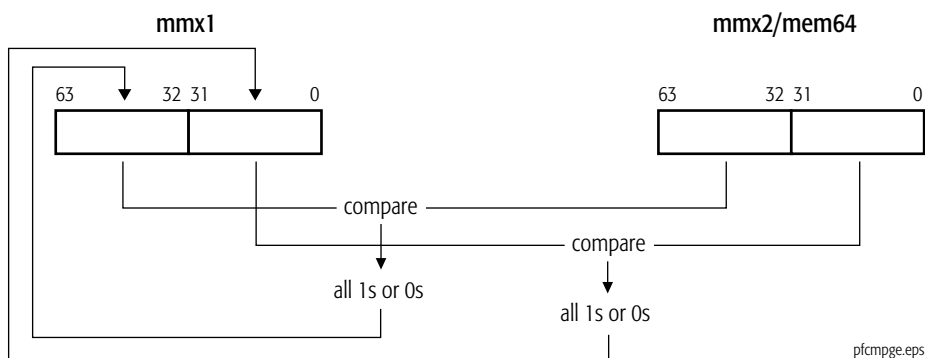 mmx1 mmx2/mem64
63 32 31 0 63 32 31 0
compare
compare
all 1s or 0s
all 1s or 0s
pfcmpge.eps